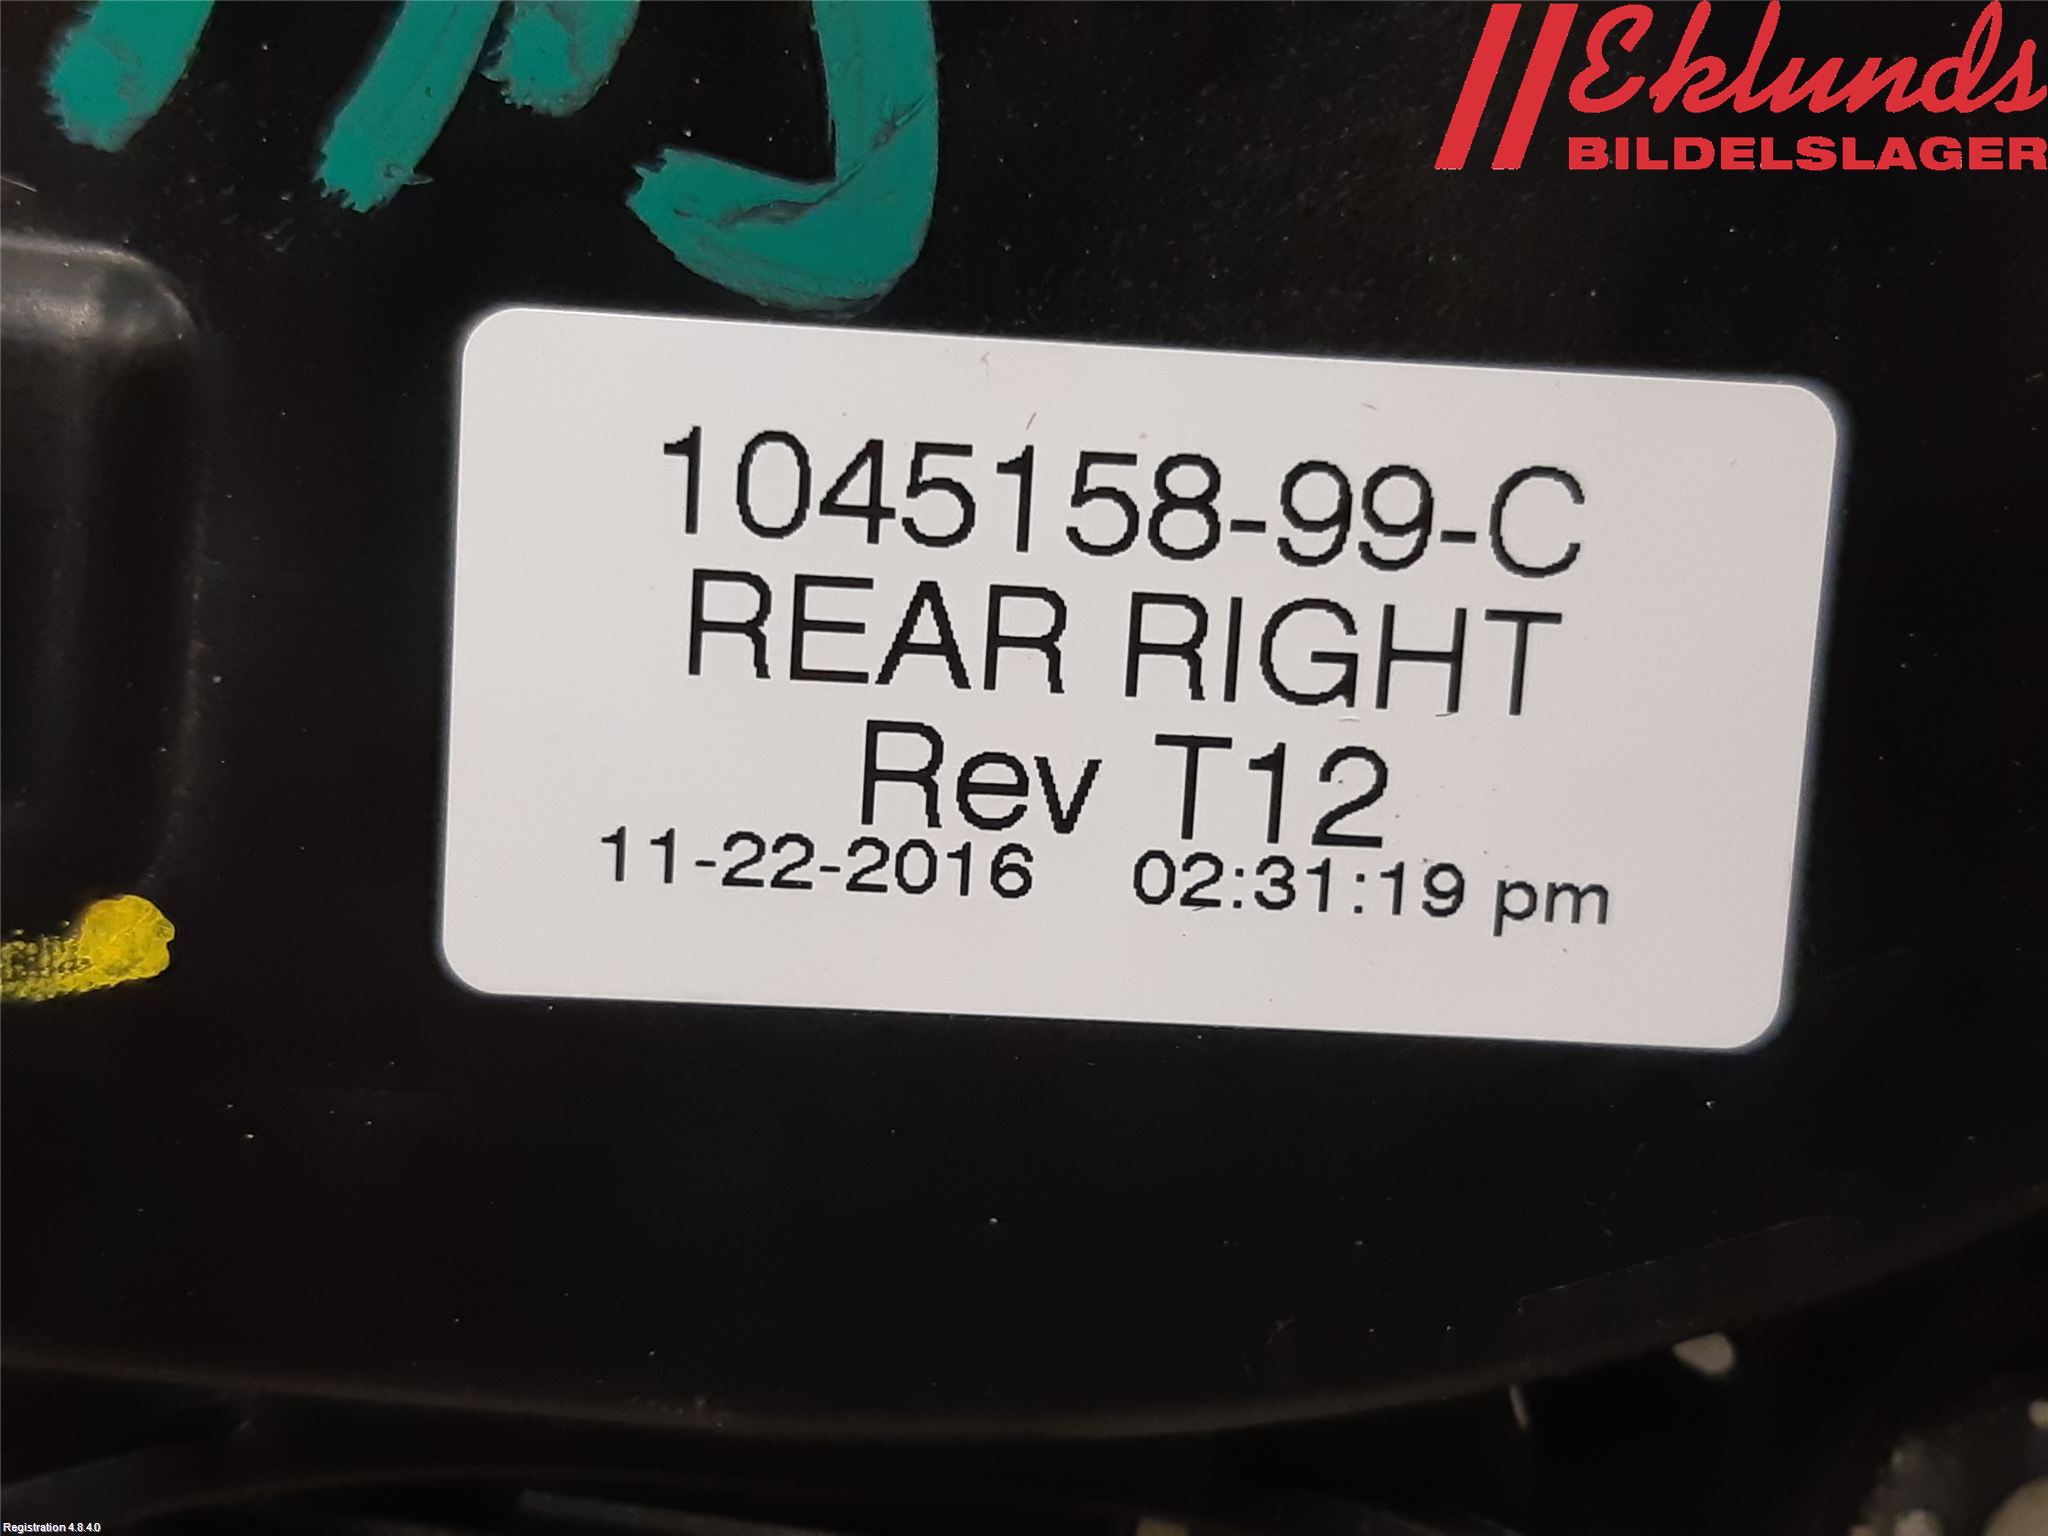 Eklunds
BILDELSLAGER
1045158-99-C
REAR RIGHT
Rev T12
11-22-2016 02:31:19 pm
Registration 4.8.4.0